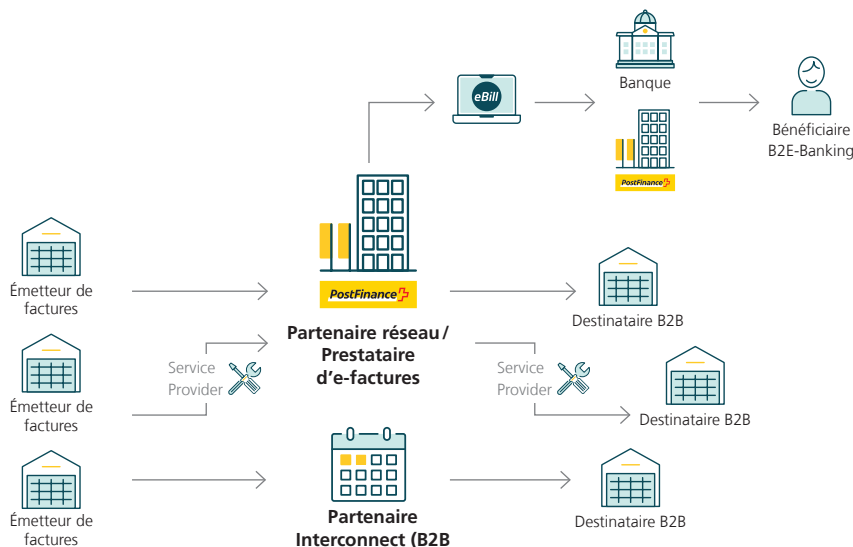 eBill
Banque
Bénéficiaire
B2E-Banking
PostFinance
PostFinance
Émetteur de
factures
Partenaire réseau /
Prestataire
d'e-factures
Destinataire B2B
Service
Provider
Émetteur de
factures
Service
Provider
Destinataire B2B
Émetteur de
factures
Partenaire
Interconnect (B2B
Destinataire B2B